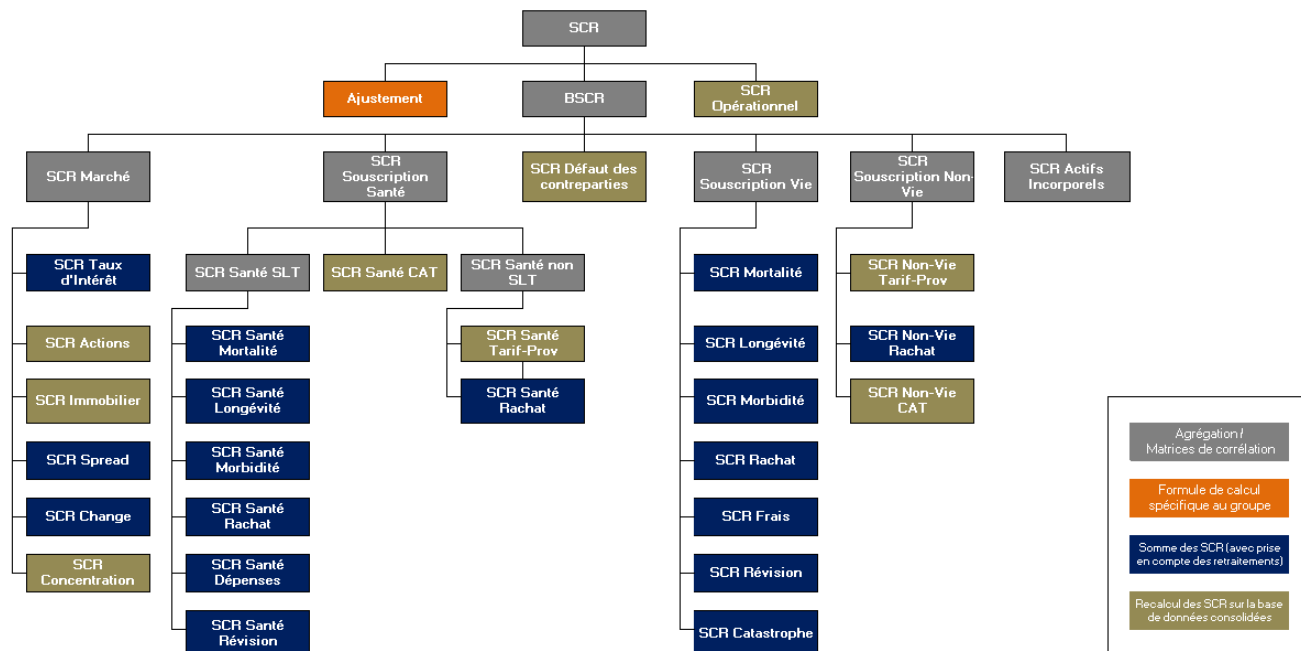 SCR
Ajustement
BSCR
SCR
Opérationnel
SCR Marché
SCR
Souscription
Santé
SCR Défaut des
contreparties
SCR
Souscription Vie
SCR
Souscription Non-
Vie
SCR Actifs
Incorporels
SCR Taux
d'Intérêt
SCR Actions
SCR Immobilier
SCR Spread
SCR Change
SCR
Concentration
SCR Santé SLT
SCR Santé CAT
SCR Santé non
SLT
SCR Santé
Mortalité
SCR Santé
Longévité
SCR Santé
Morbidité
SCR Santé
Rachat
SCR Santé
Dépenses
SCR Santé
Révision
SCR Santé
Tarif-Prov
SCR Santé
Rachat
SCR Mortalité
SCR Longévité
SCR Morbidité
SCR Rachat
SCR Frais
SCR Révision
SCR Catastrophe
SCR Non-Vie
Tarif-Prov
SCR Non-Vie
Rachat
SCR Non-Vie
CAT
Agrégation /
Matrices de corrélation
Formule de calcul
spécifique au groupe
Somme des SCR (avec prise
en compte des retraitements)
Recalcul des SCR sur la base
de données consolidées